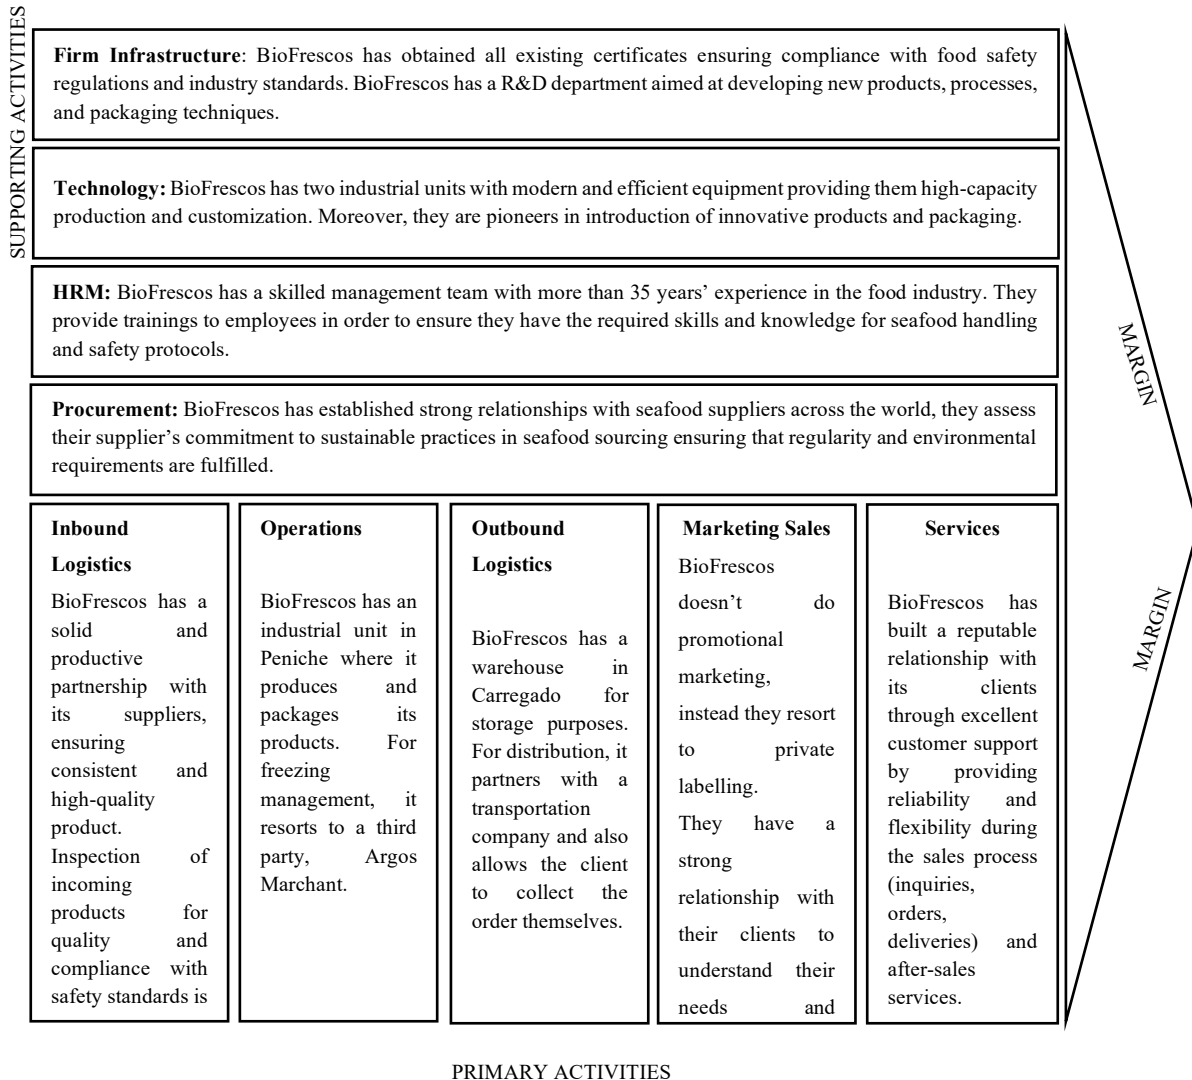 SUPPORTING ACTIVITIES
Firm Infrastructure: BioFrescos has obtained all existing certificates ensuring compliance with food safety
regulations and industry standards. BioFrescos has a R&D department aimed at developing new products, processes,
and packaging techniques.
Technology: BioFrescos has two industrial units with modern and efficient equipment providing them high-capacity
production and customization. Moreover, they are pioneers in introduction of innovative products and packaging.
HRM: BioFrescos has a skilled management team with more than 35 years’ experience in the food industry. They
provide trainings to employees in order to ensure they have the required skills and knowledge for seafood handling
and safety protocols.
Procurement: BioFrescos has established strong relationships with seafood suppliers across the world, they assess
their supplier’s commitment to sustainable practices in seafood sourcing ensuring that regularity and environmental
requirements are fulfilled.
Inbound
Logistics
BioFrescos has a
solid and
productive
partnership with
its suppliers,
ensuring
consistent and
high-quality
product.
Inspection of
incoming
products for
quality and
compliance with
safety standards is
Operations
BioFrescos has an
industrial unit in
Peniche where it
produces and
packages its
products. For
freezing
management, it
resorts to a third
party, Argos
Marchant.
Outbound
Logistics
BioFrescos has a
warehouse in
Carregado for
storage purposes.
For distribution, it
partners with a
transportation
company and also
allows the client
to collect the
order themselves.
Marketing Sales
BioFrescos
doesn’t do
promotional
marketing,
instead they resort
to private
labelling.
They have a
strong
relationship with
their clients to
understand their
needs and
Services
BioFrescos has
built a reputable
relationship with
its clients
through excellent
customer support
by providing
reliability and
flexibility during
the sales process
(inquiries,
orders,
deliveries) and
after-sales
services.
MARGIN
MARGIN
PRIMARY ACTIVITIES